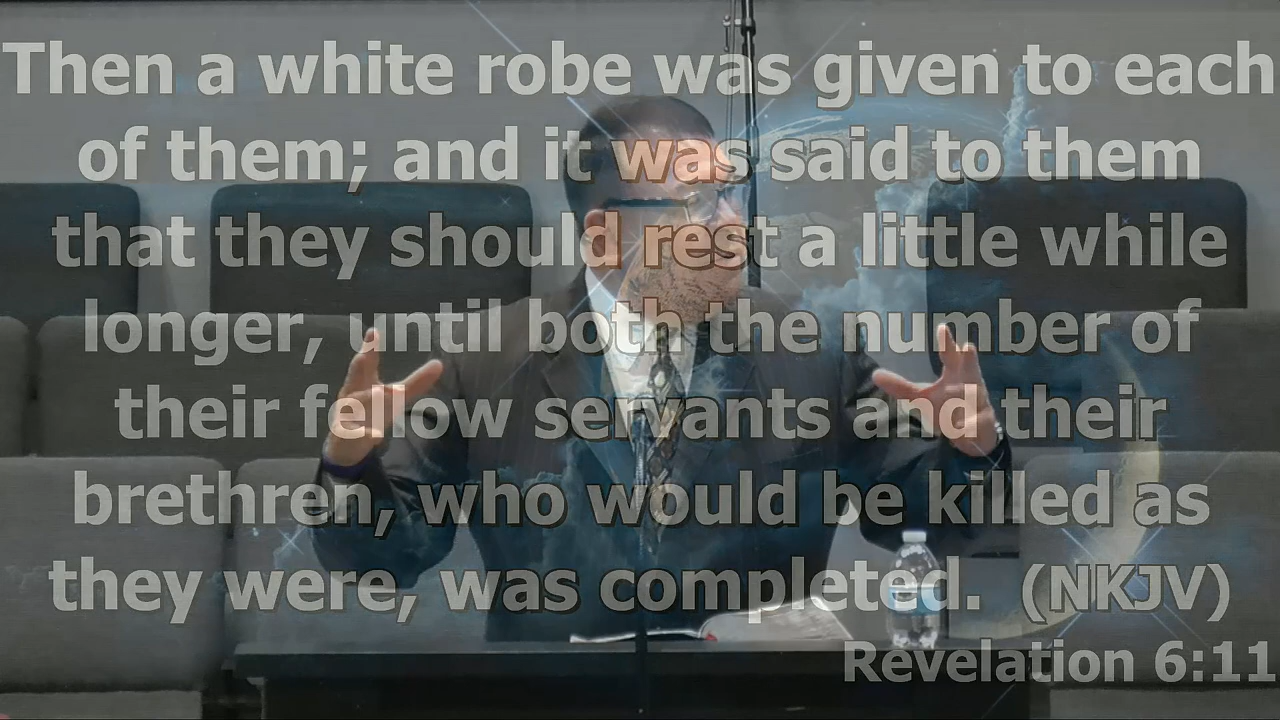 Then a white robe was given to each
of them; and it was said to them
that they should rest a little while
longer, until both the number of
their fellow servants and their
brethren, who would be killed as
they were, was completed. (NKJV)
Revelation 6:11